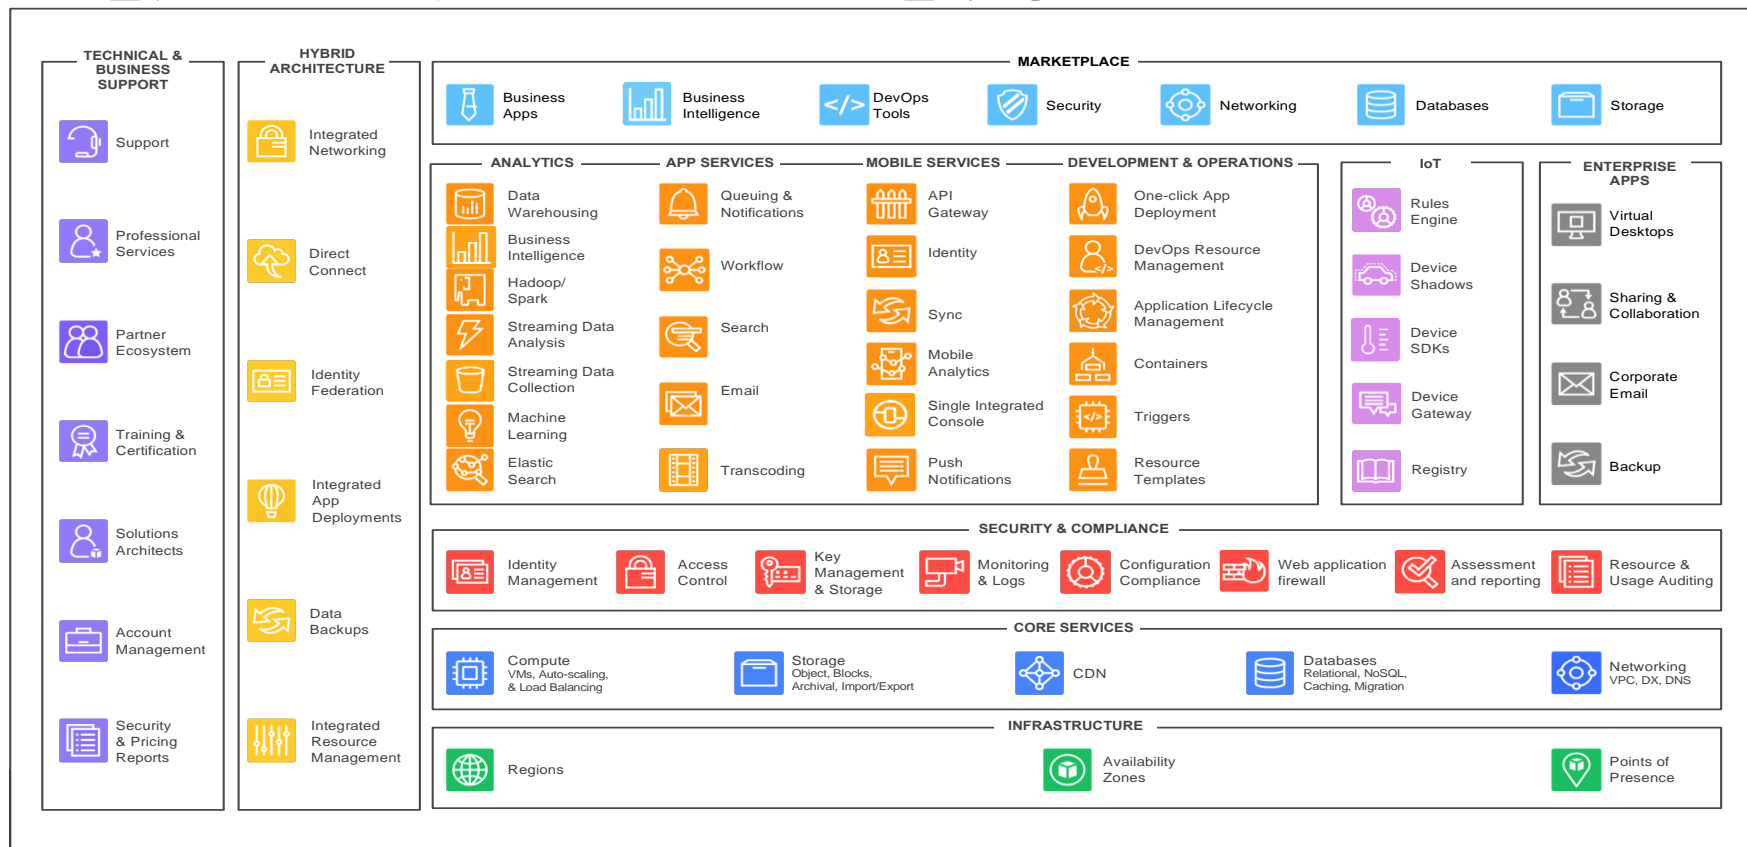 TECHNICAL &
BUSINESS
SUPPORT
Support
Professional
Services
Partner
Ecosystem
Training &
Certification
Solutions
Architects
Account
Management
Security
& Pricing
Reports
HYBRID
ARCHITECTURE
Integrated
Networking
Direct
Connect
Identity
Federation
Integrated
App
Deployments
Data
Backups
Integrated
Resource
Management
MARKETPLACE
Business
Apps
Business
Intelligence
</>
DevOps
Tools
Security
Networking
Databases
Storage
ANALYTICS
Data
Warehousing
Business
Intelligence
Hadoop/
Spark
Streaming Data
Analysis
Streaming Data
Collection
Machine
Learning
Elastic
Search
APP SERVICES
Queuing &
Notifications
Workflow
Search
Email
Transcoding
MOBILE SERVICES
API
Gateway
Identity
Sync
Mobile
Analytics
Single Integrated
Console
Push
Notifications
DEVELOPMENT & OPERATIONS
One-click App
Deployment
DevOps Resource
Management
</>
Application Lifecycle
Management
Containers
Triggers
</>
Resource
Templates
IoT
Rules
Engine
Device
Shadows
Device
SDKs
Device
Gateway
Registry
ENTERPRISE
APPS
Virtual
Desktops
Sharing &
Collaboration
Corporate
Email
Backup
SECURITY & COMPLIANCE
Identity
Management
Access
Control
Key
Management
& Storage
Monitoring
& Logs
Configuration
Compliance
Web application
firewall
Assessment
and reporting
Resource &
Usage Auditing
CORE SERVICES
Compute
VMs, Auto-scaling,
& Load Balancing
Storage
Object, Blocks,
Archival, Import/Export
CDN
Databases
Relational, NoSQL,
Caching, Migration
Networking
VPC, DX, DNS
INFRASTRUCTURE
Regions
Availability
Zones
Points of
Presence